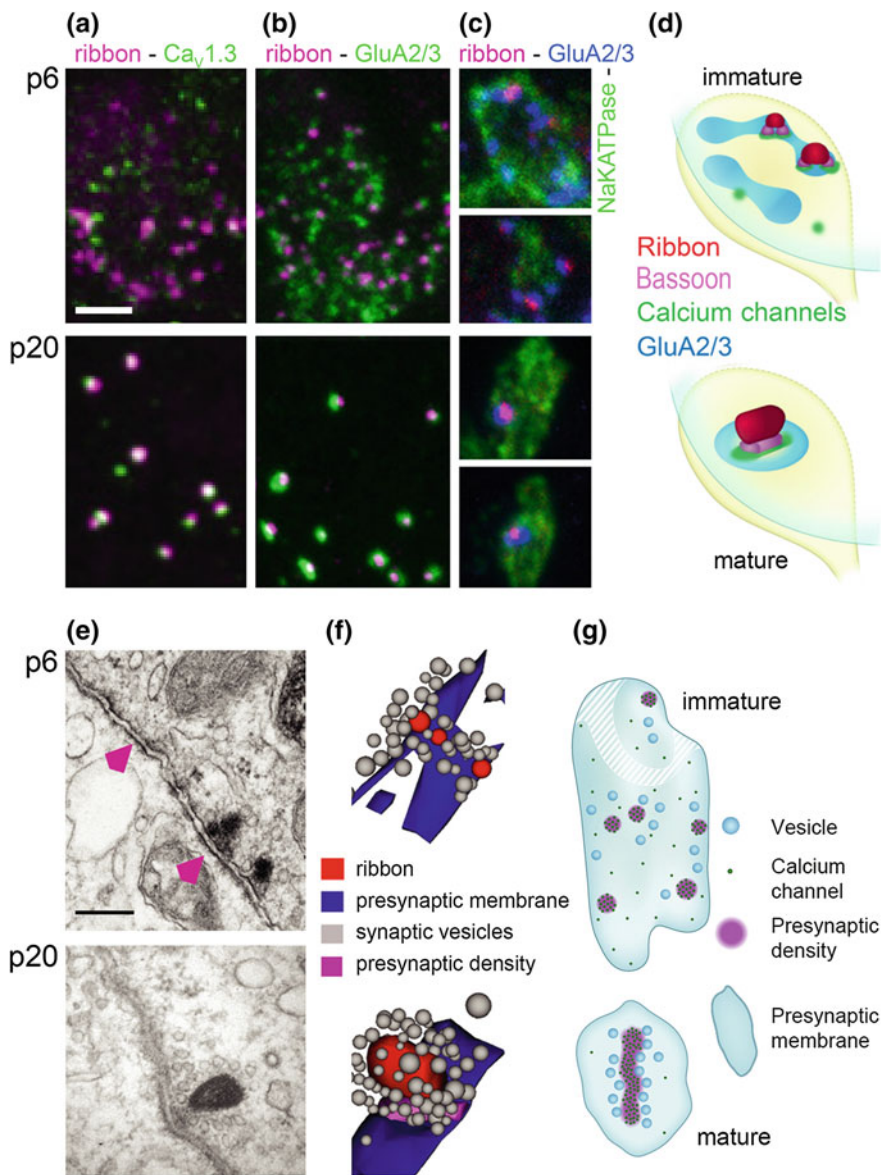 (a)
ribbon - CaV1.3
(b)
ribbon - GluA2/3
(c)
ribbon - GluA2/3
NaKATPase -
(d)
p6
immature
Ribbon
Bassoon
Calcium channels
GluA2/3
p20
mature
(e)
p6
(f)
(g)
immature
ribbon
presynaptic membrane
synaptic vesicles
presynaptic density
Vesicle
Calcium
channel
Presynaptic
density
p20
Presynaptic
membrane
mature